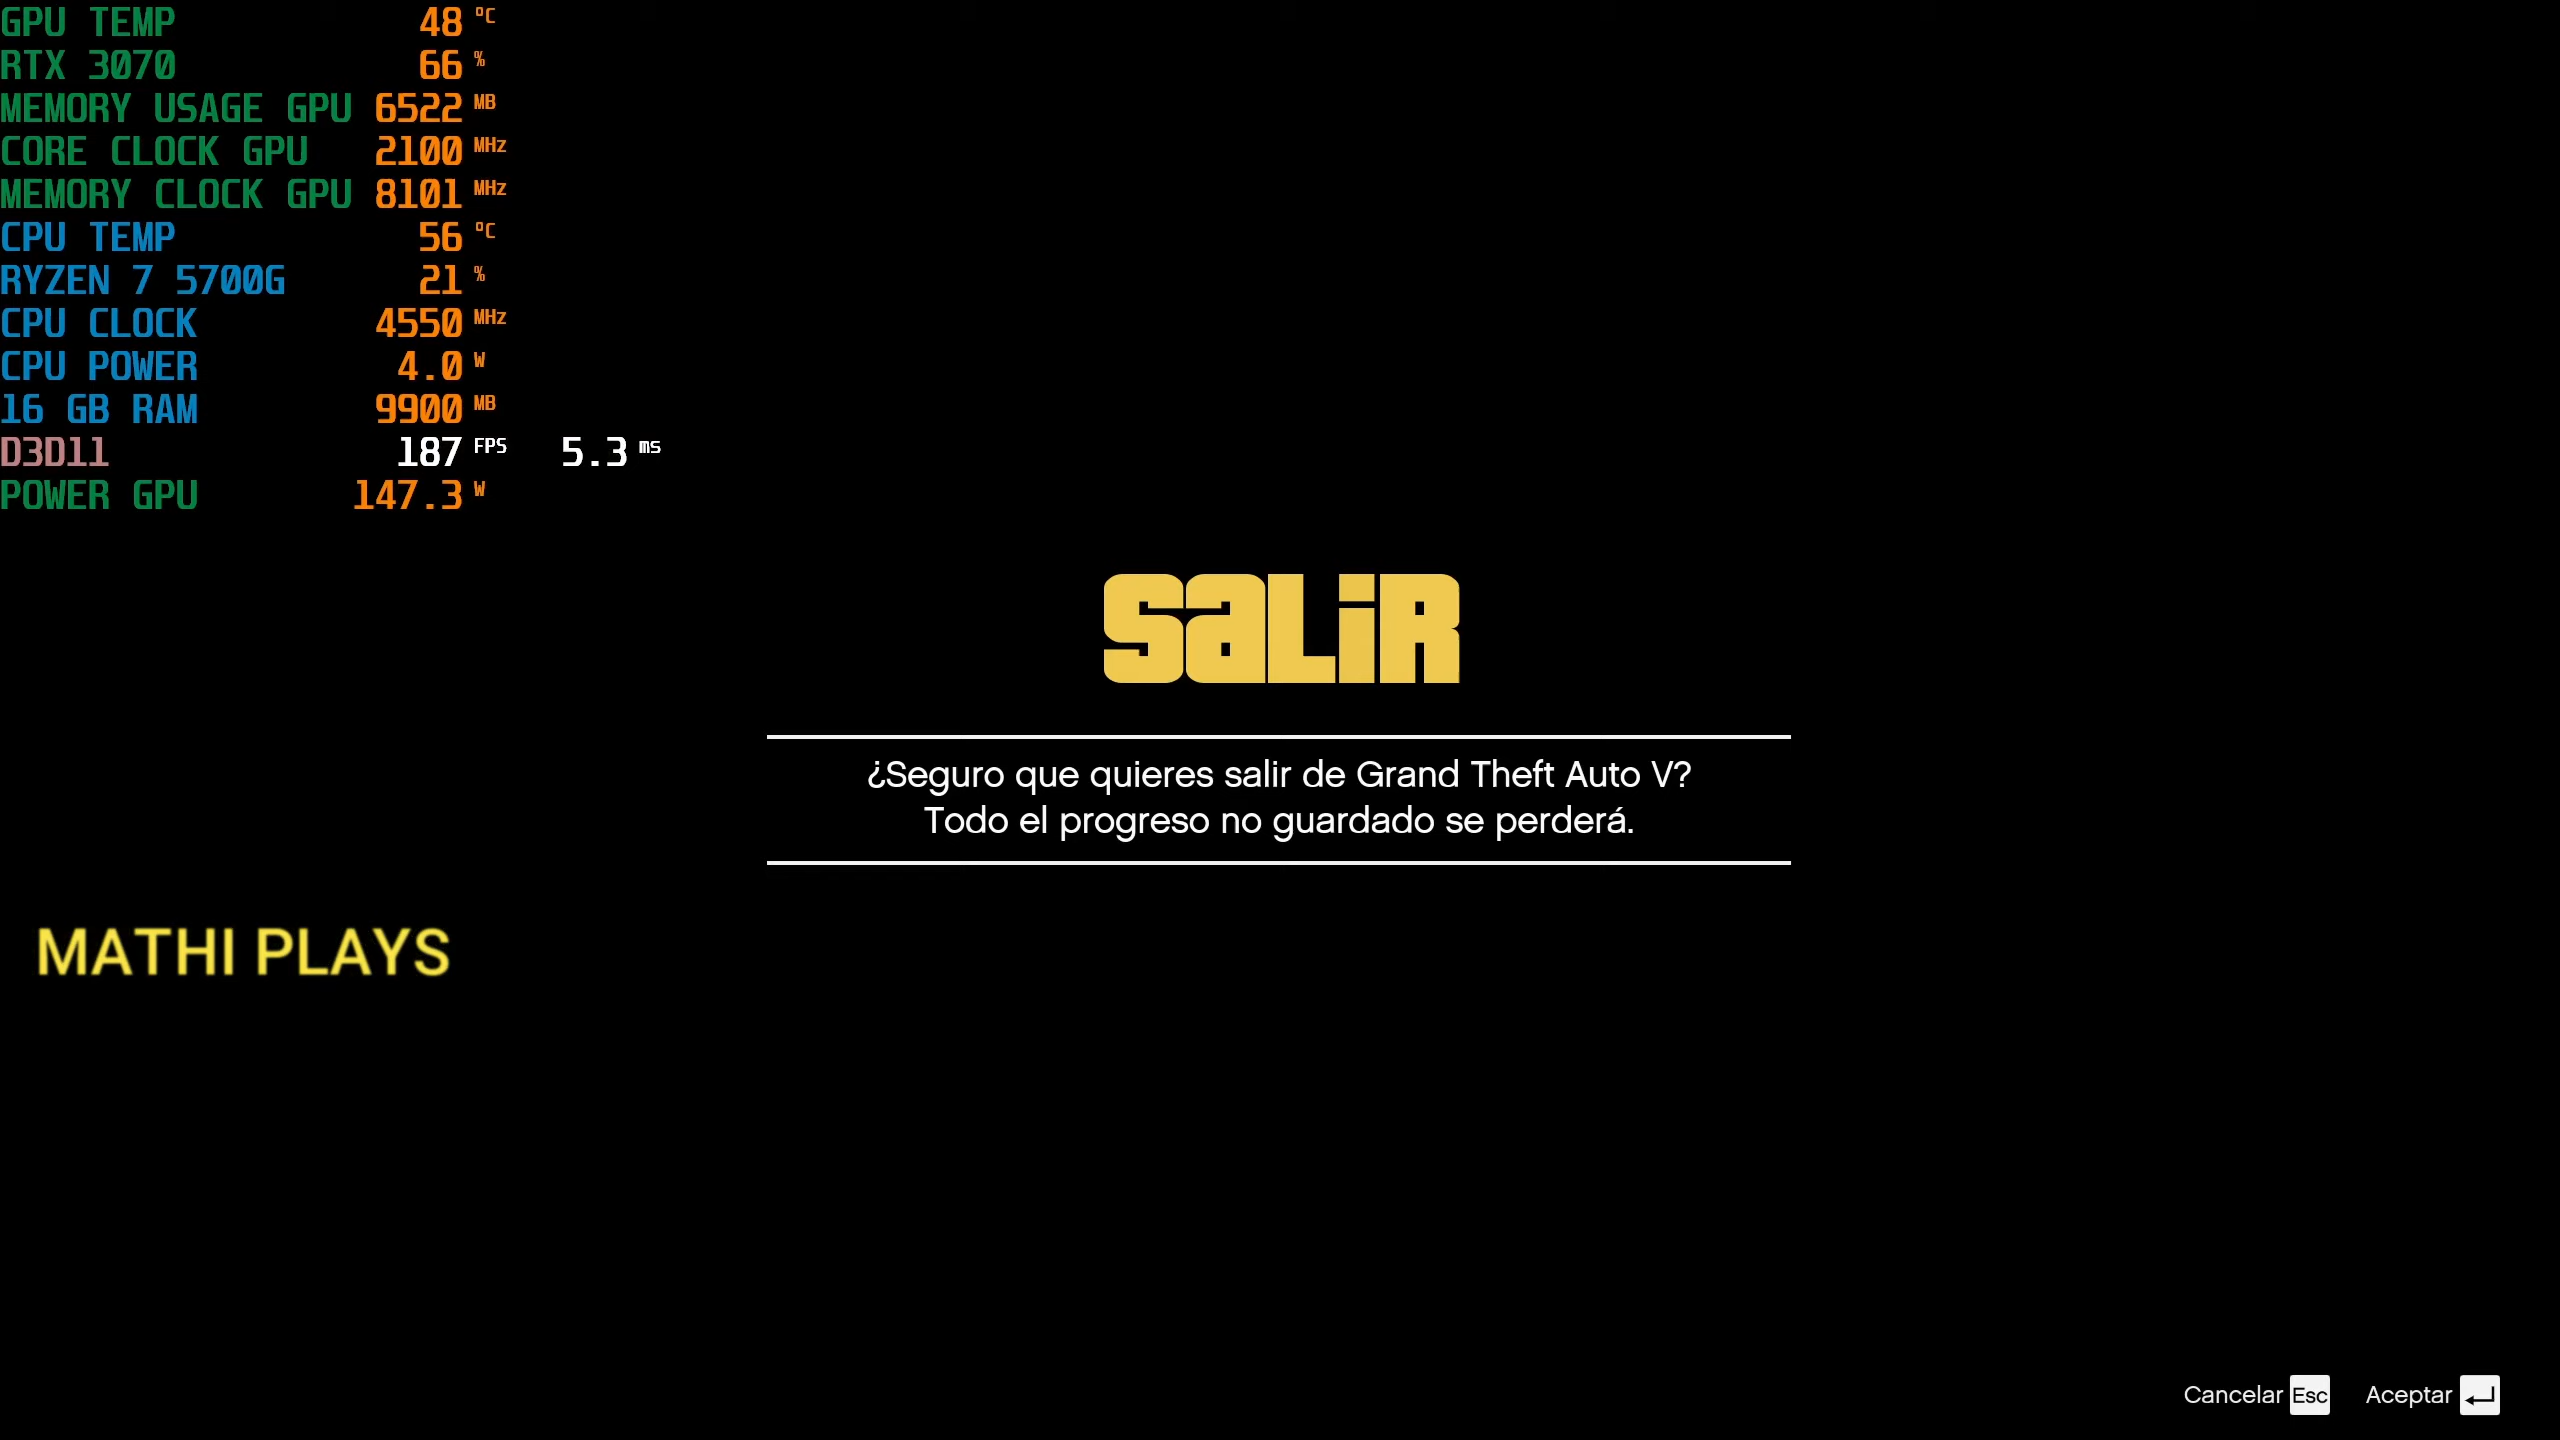 GPU TEMP 48 °C
RTX 3070 66 %
MEMORY USAGE GPU 6522 MB
CORE CLOCK GPU 2100 MHz
MEMORY CLOCK GPU 8101 MHz
CPU TEMP 56 °C
RYZEN 7 5700G 21 %
CPU CLOCK 4550 MHz
CPU POWER 4.0 W
16 GB RAM 9900 MB
D3D11 187 FPS 5.3 ms
POWER GPU 147.3 W
saLiR
¿Seguro que quieres salir de Grand Theft Auto V?
Todo el progreso no guardado se perderá.
MATHI PLAYS
Cancelar Esc Aceptar